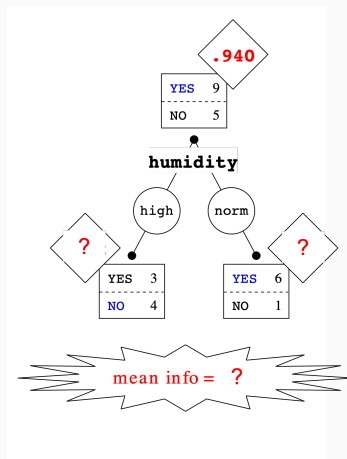 .940
YES 9
NO 5
humidity
high norm
? ?
YES 3 YES 6
NO 4 NO 1
mean info = ?